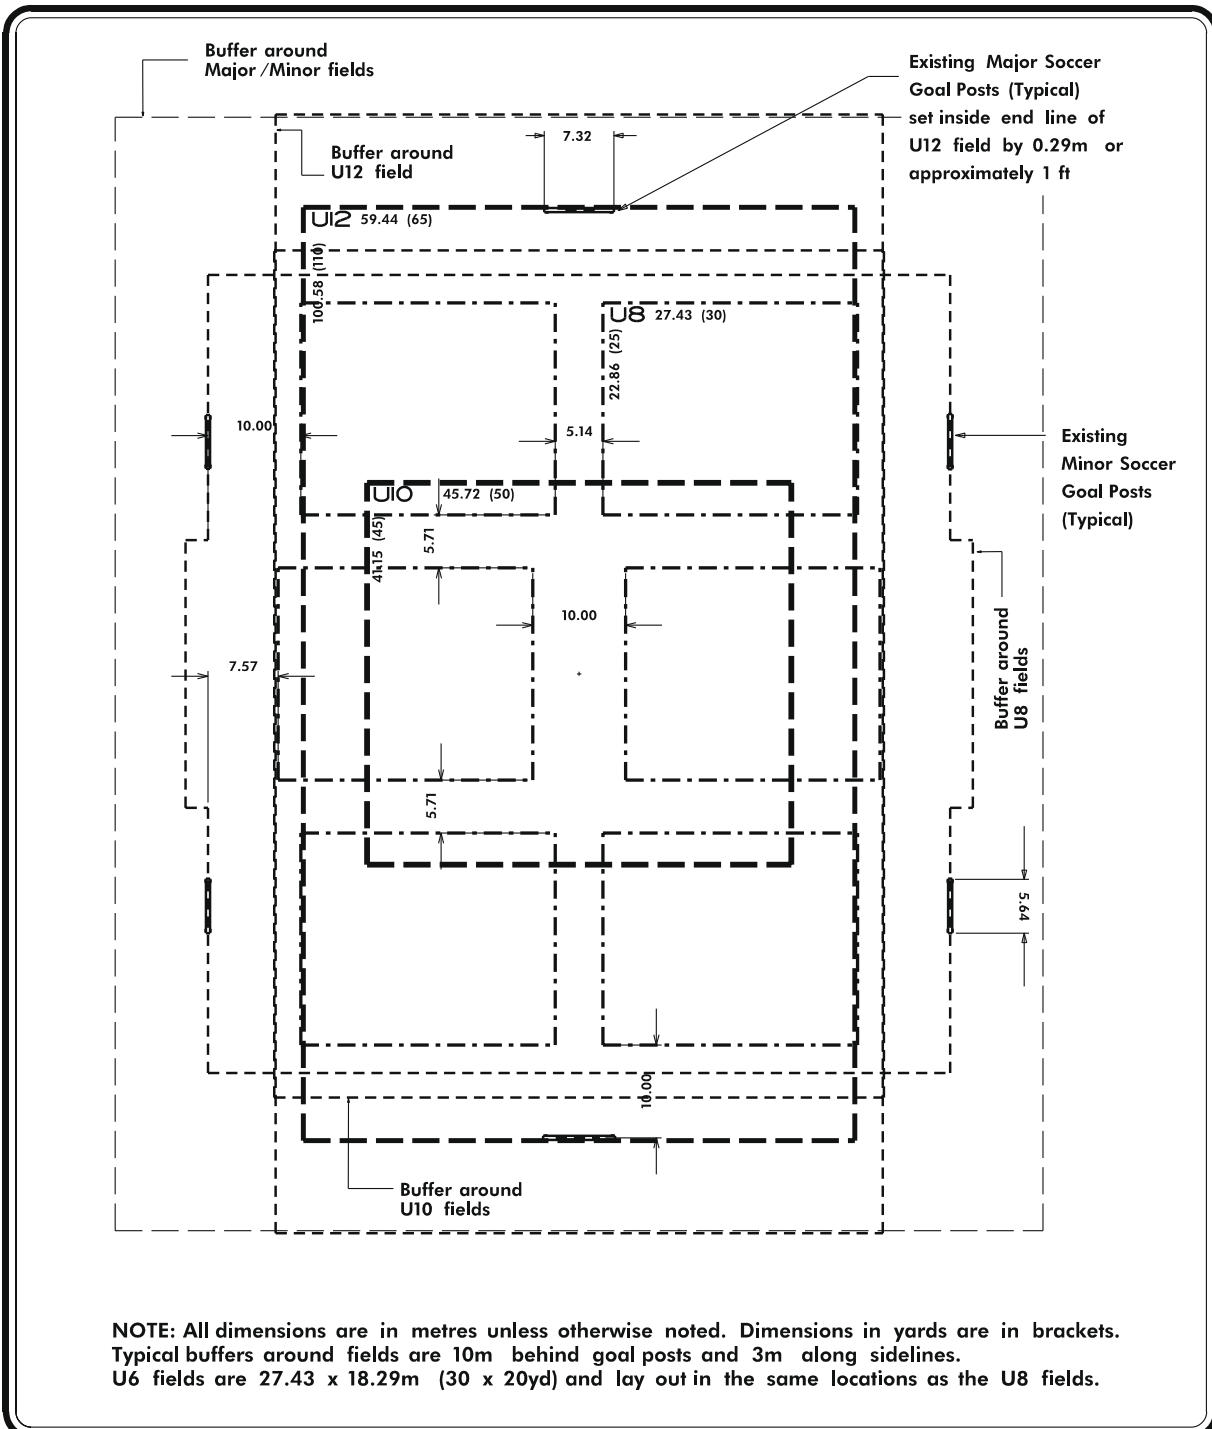 Buffer around
Major /Minor fields
Existing Major Soccer
Goal Posts (Typical)
set inside end line of
U12 field by 0.29m or
approximately 1 ft
7.32
Buffer around
U12 field
U12 59.44 (65)
100.58 (110)
U8 27.43 (30)
22.86 (25)
10.00
5.14
Existing
Minor Soccer
Goal Posts
(Typical)
U10 45.72 (50)
41.15 (45)
5.71
10.00
Buffer around
U8 fields
7.57
5.71
5.64
10.00
Buffer around
U10 fields
NOTE: All dimensions are in metres unless otherwise noted. Dimensions in yards are in brackets.
Typical buffers around fields are 10m behind goal posts and 3m along sidelines.
U6 fields are 27.43 x 18.29m (30 x 20yd) and lay out in the same locations as the U8 fields.